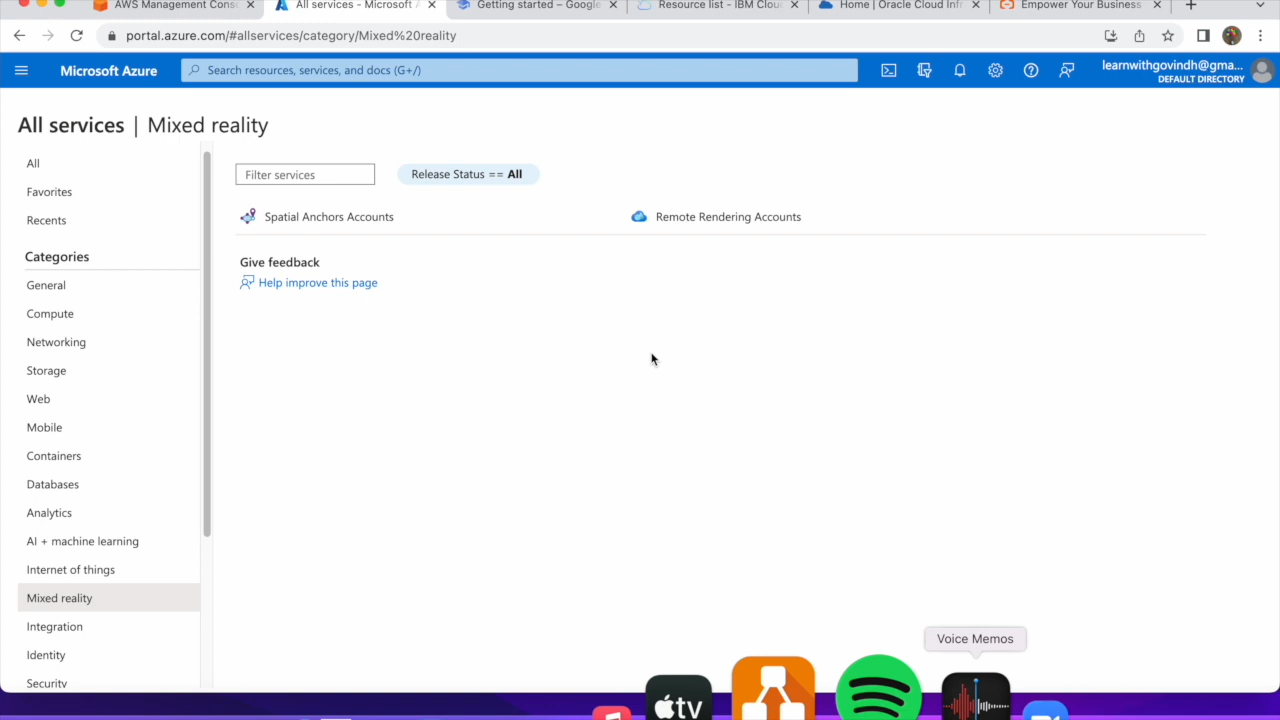 AWS Management Cons
All services - Microsoft A
Getting started – Google
Resource list - IBM Clou
Home | Oracle Cloud Infr
Empower Your Business
portal.azure.com/#allservices/category/Mixed%20reality
Microsoft Azure
Search resources, services, and docs (G+/)
learnwithgovindh@gma...
DEFAULT DIRECTORY
All services | Mixed reality
All
Favorites
Recents
Categories
General
Compute
Networking
Storage
Web
Mobile
Containers
Databases
Analytics
AI + machine learning
Internet of things
Mixed reality
Integration
Identity
Security
Filter services
Release Status == All
Spatial Anchors Accounts
Remote Rendering Accounts
Give feedback
Help improve this page
Voice Memos
tv